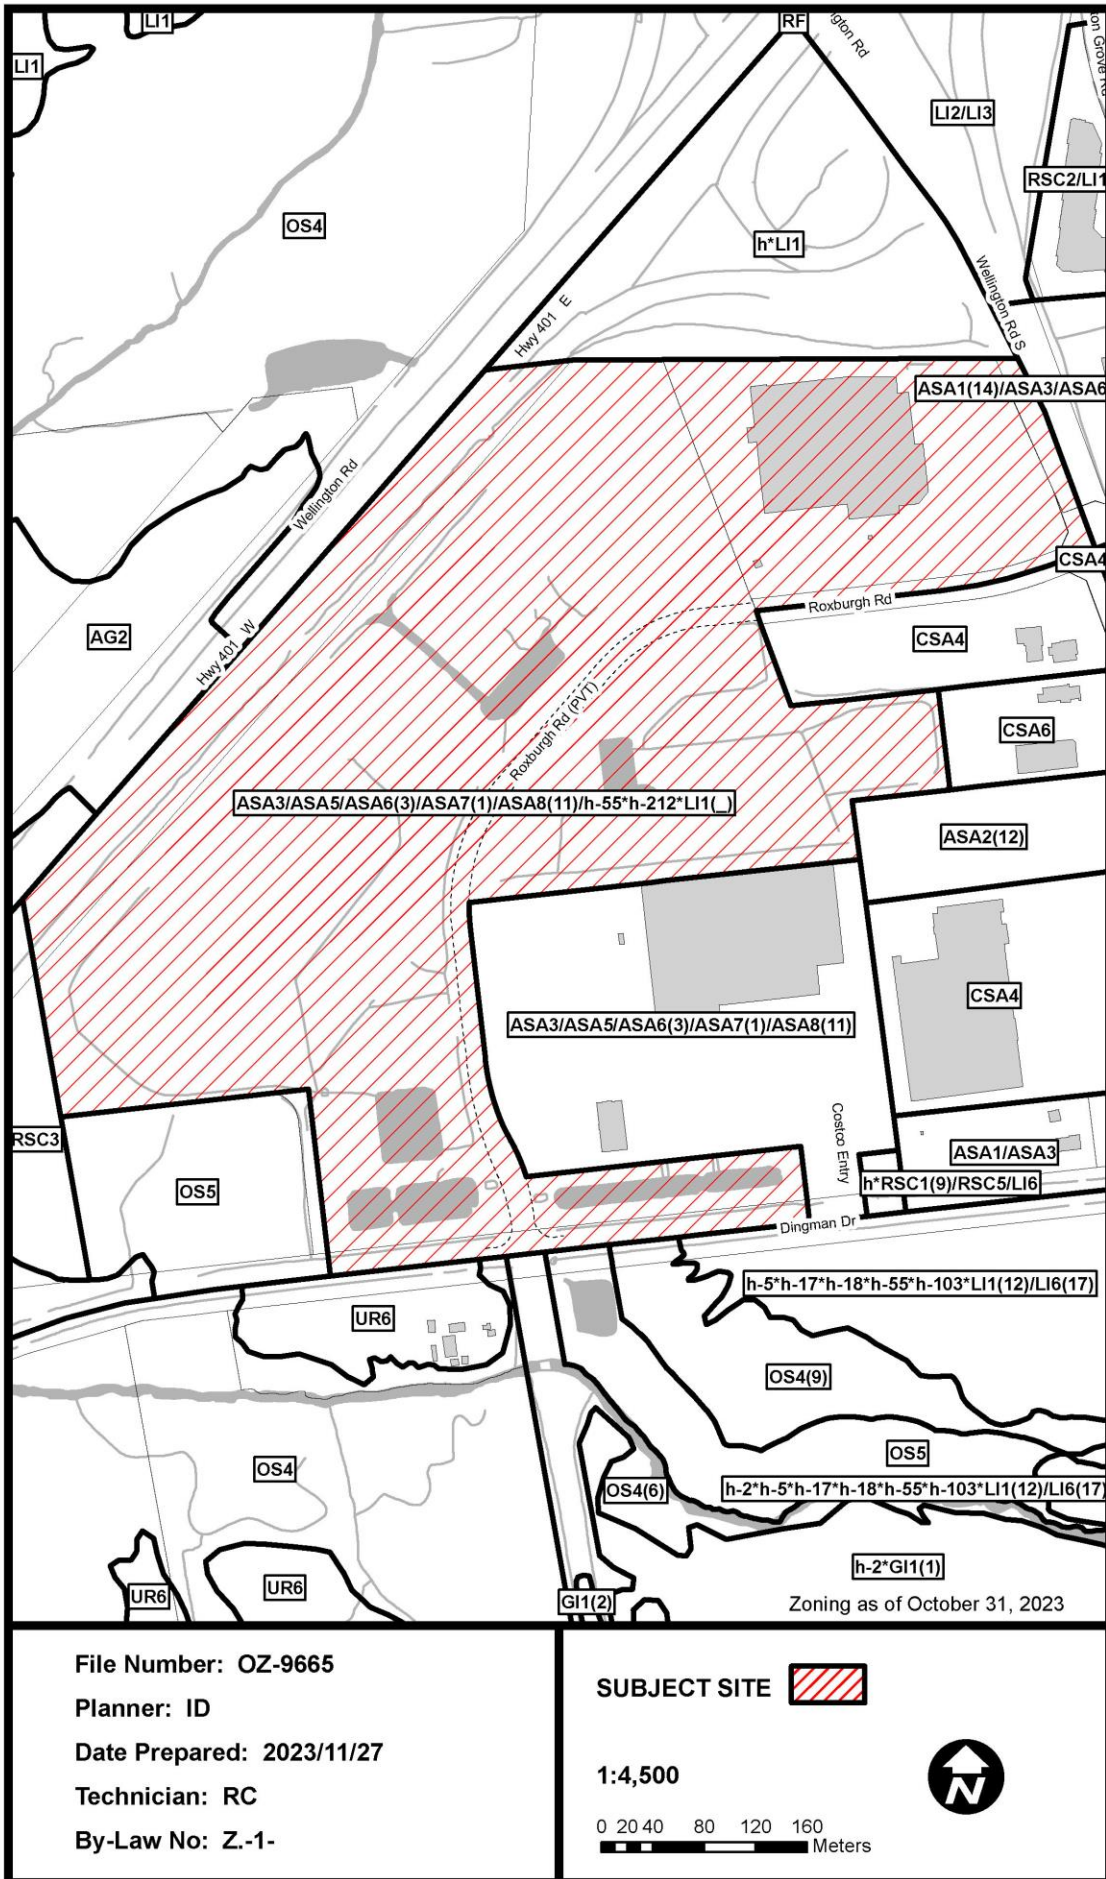 LI1
RF
ngton Rd
ton Grove Rd
LI1
LI2/LI3
RSC2/LI1
OS4
h*LI1
Wellington Rd S
Hwy 401 E
ASA1(14)/ASA3/ASA6
Wellington Rd
CSA4
Roxburgh Rd
AG2
Hwy 401 W
CSA4
Roxburgh Rd (PVT)
CSA6
ASA3/ASA5/ASA6(3)/ASA7(1)/ASA8(11)/h-55*h-212*LI1(_)
ASA2(12)
CSA4
ASA3/ASA5/ASA6(3)/ASA7(1)/ASA8(11)
Costco Entry
RSC3
ASA1/ASA3
OS5
h*RSC1(9)/RSC5/LI6
Dingman Dr
h-5*h-17*h-18*h-55*h-103*LI1(12)/LI6(17)
UR6
OS4(9)
OS5
OS4
OS4(6)
h-2*h-5*h-17*h-18*h-55*h-103*LI1(12)/LI6(17)
h-2*GI1(1)
UR6
UR6
GI1(2)
Zoning as of October 31, 2023
File Number: OZ-9665
Planner: ID
Date Prepared: 2023/11/27
Technician: RC
By-Law No: Z.-1-
SUBJECT SITE
1:4,500
N
0 20 40 80 120 160
Meters